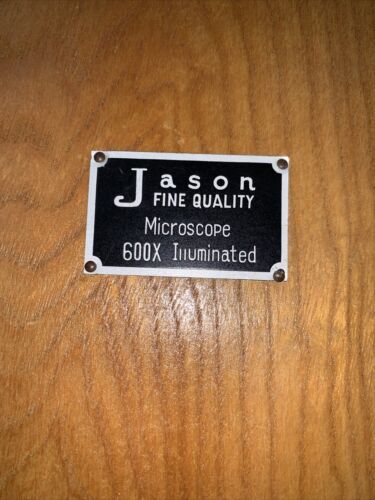 Jason
FINE QUALITY
Microscope
600X Illuminated